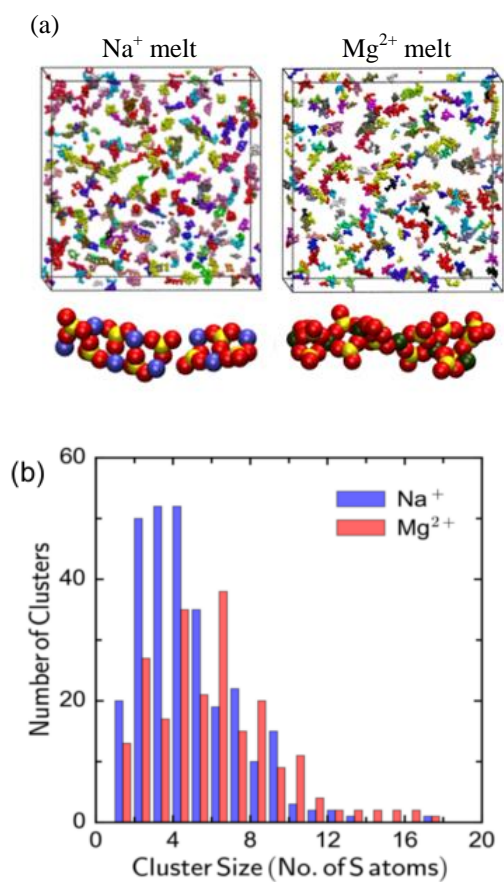 (a)
Na⁺ melt
Mg²⁺ melt
(b)
60
40
20
0
Number of Clusters
Na⁺
Mg²⁺
0 4 8 12 16 20
Cluster Size (No. of S atoms)